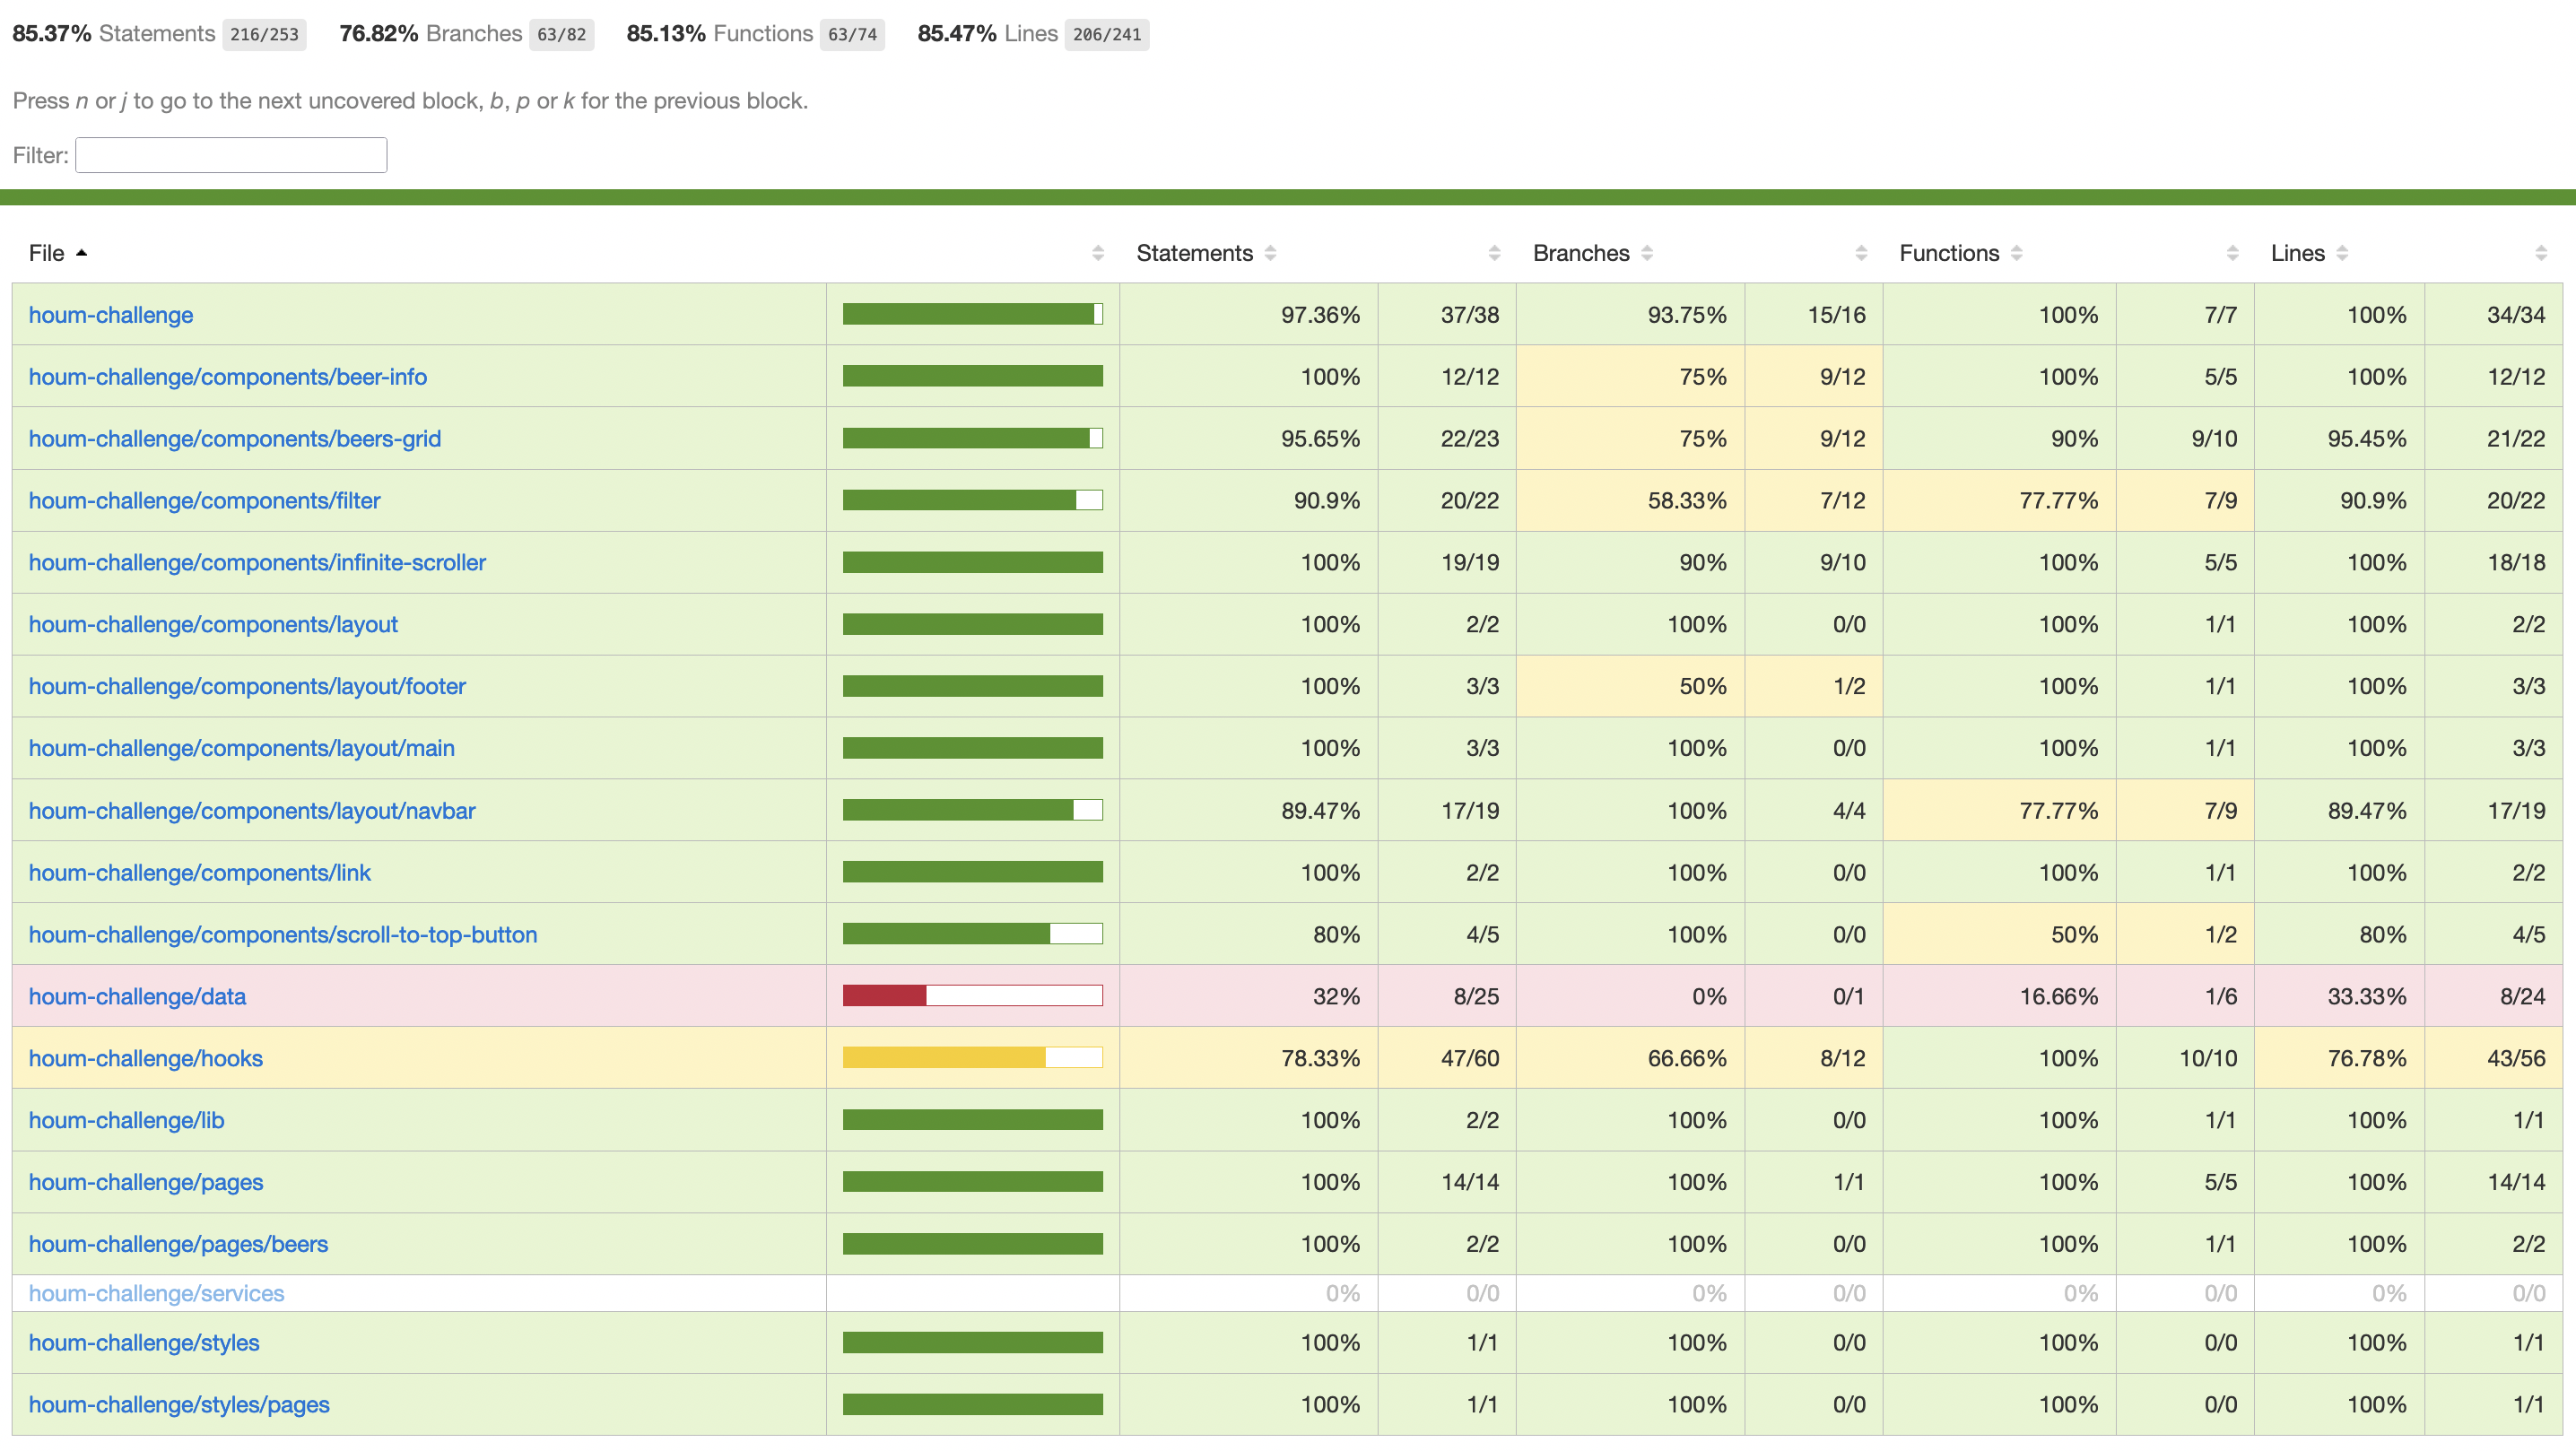 85.37% Statements 216/253 76.82% Branches 63/82 85.13% Functions 63/74 85.47% Lines 206/241
Press n or j to go to the next uncovered block, b, p or k for the previous block.
Filter:
File Statements Branches Functions Lines
houm-challenge 97.36% 37/38 93.75% 15/16 100% 7/7 100% 34/34
houm-challenge/components/beer-info 100% 12/12 75% 9/12 100% 5/5 100% 12/12
houm-challenge/components/beers-grid 95.65% 22/23 75% 9/12 90% 9/10 95.45% 21/22
houm-challenge/components/filter 90.9% 20/22 58.33% 7/12 77.77% 7/9 90.9% 20/22
houm-challenge/components/infinite-scroller 100% 19/19 90% 9/10 100% 5/5 100% 18/18
houm-challenge/components/layout 100% 2/2 100% 0/0 100% 1/1 100% 2/2
houm-challenge/components/layout/footer 100% 3/3 50% 1/2 100% 1/1 100% 3/3
houm-challenge/components/layout/main 100% 3/3 100% 0/0 100% 1/1 100% 3/3
houm-challenge/components/layout/navbar 89.47% 17/19 100% 4/4 77.77% 7/9 89.47% 17/19
houm-challenge/components/link 100% 2/2 100% 0/0 100% 1/1 100% 2/2
houm-challenge/components/scroll-to-top-button 80% 4/5 100% 0/0 50% 1/2 80% 4/5
houm-challenge/data 32% 8/25 0% 0/1 16.66% 1/6 33.33% 8/24
houm-challenge/hooks 78.33% 47/60 66.66% 8/12 100% 10/10 76.78% 43/56
houm-challenge/lib 100% 2/2 100% 0/0 100% 1/1 100% 1/1
houm-challenge/pages 100% 14/14 100% 1/1 100% 5/5 100% 14/14
houm-challenge/pages/beers 100% 2/2 100% 0/0 100% 1/1 100% 2/2
houm-challenge/services 0% 0/0 0% 0/0 0% 0/0 0% 0/0
houm-challenge/styles 100% 1/1 100% 0/0 100% 0/0 100% 1/1
houm-challenge/styles/pages 100% 1/1 100% 0/0 100% 0/0 100% 1/1